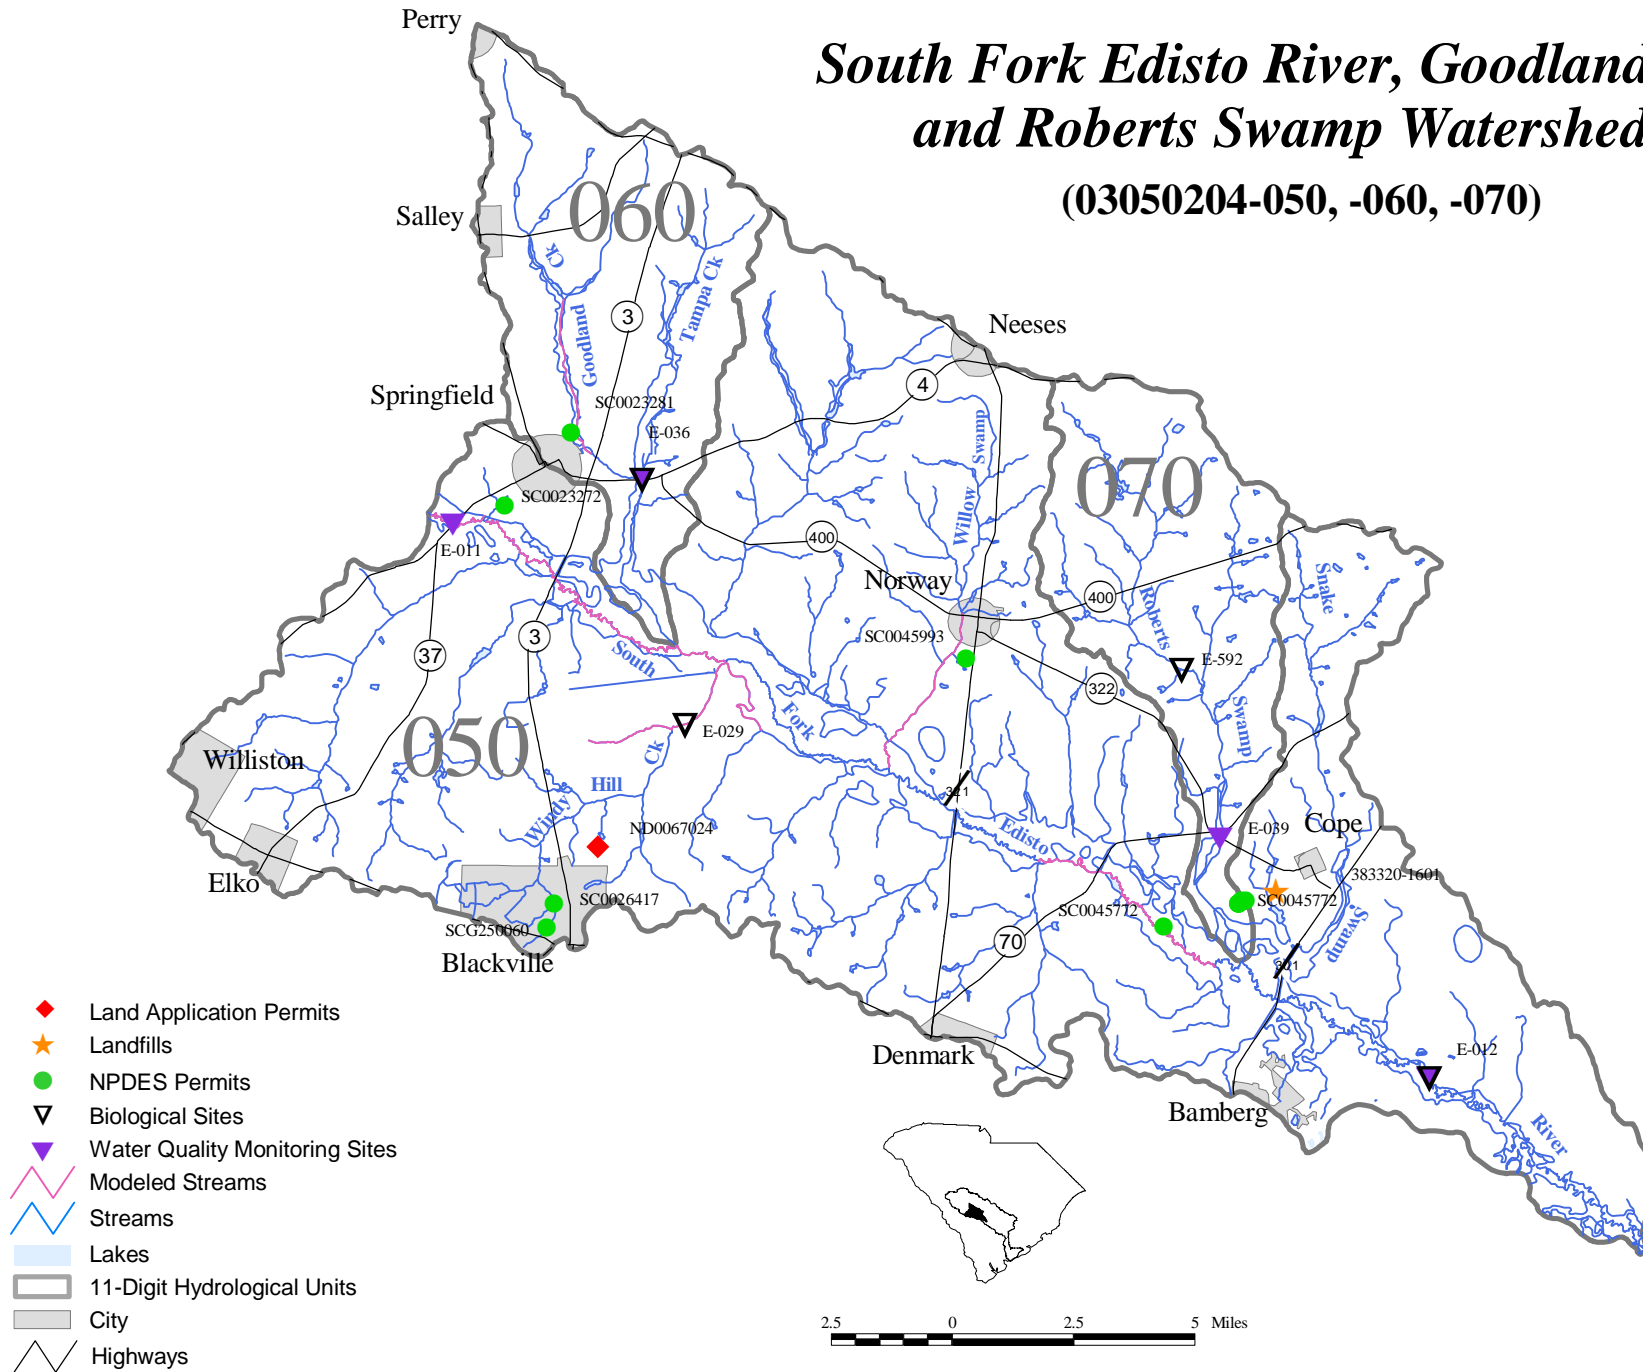 South Fork Edisto River, Goodland
and Roberts Swamp Watershed
(03050204-050, -060, -070)
Perry
Salley
060
Ck
Goodland
3
Tampa Ck
Neeses
4
Springfield
SC0023281
E-036
SC0023272
E-011
Willow
Swamp
070
400
Norway
400
SC0045993
Roberts
Snake
E-592
322
Swamp
37
3
South
Fork
E-029
Ck
050
Williston
Windy
Hill
321
Edisto
ND0067024
E-039
Cope
383320-1601
Elko
SC0026417
SCG250060
Blackville
SC0045772
SC0045772
Swamp
70
301
Denmark
E-012
Bamberg
River
Land Application Permits
Landfills
NPDES Permits
Biological Sites
Water Quality Monitoring Sites
Modeled Streams
Streams
Lakes
11-Digit Hydrological Units
City
Highways
2.5 0 2.5 5 Miles